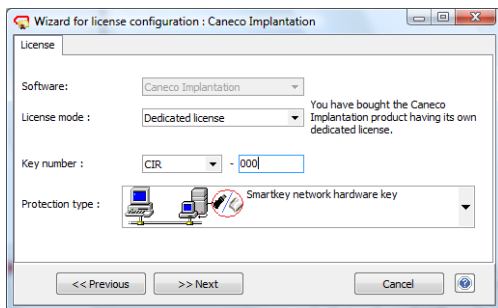 Wizard for license configuration : Caneco Implantation
License
Software:
Caneco Implantation
License mode :
Dedicated license
You have bought the Caneco
Implantation product having its own
dedicated license.
Key number :
CIR
- 000
Protection type :
Smartkey network hardware key
<< Previous
>> Next
Cancel